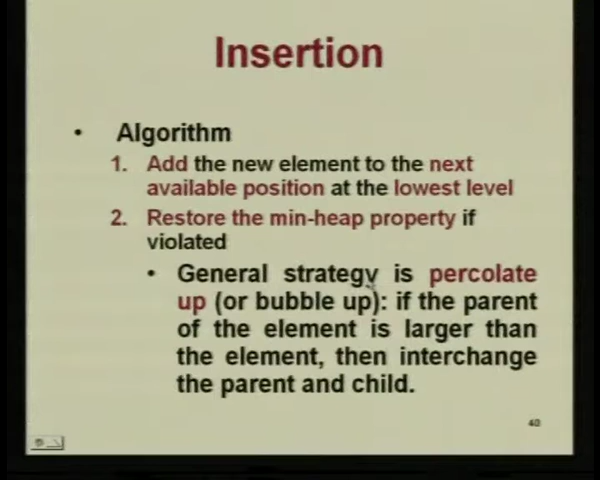 Insertion
• Algorithm
1. Add the new element to the next
available position at the lowest level
2. Restore the min-heap property if
violated
• General strategy is percolate
up (or bubble up): if the parent
of the element is larger than
the element, then interchange
the parent and child.
40